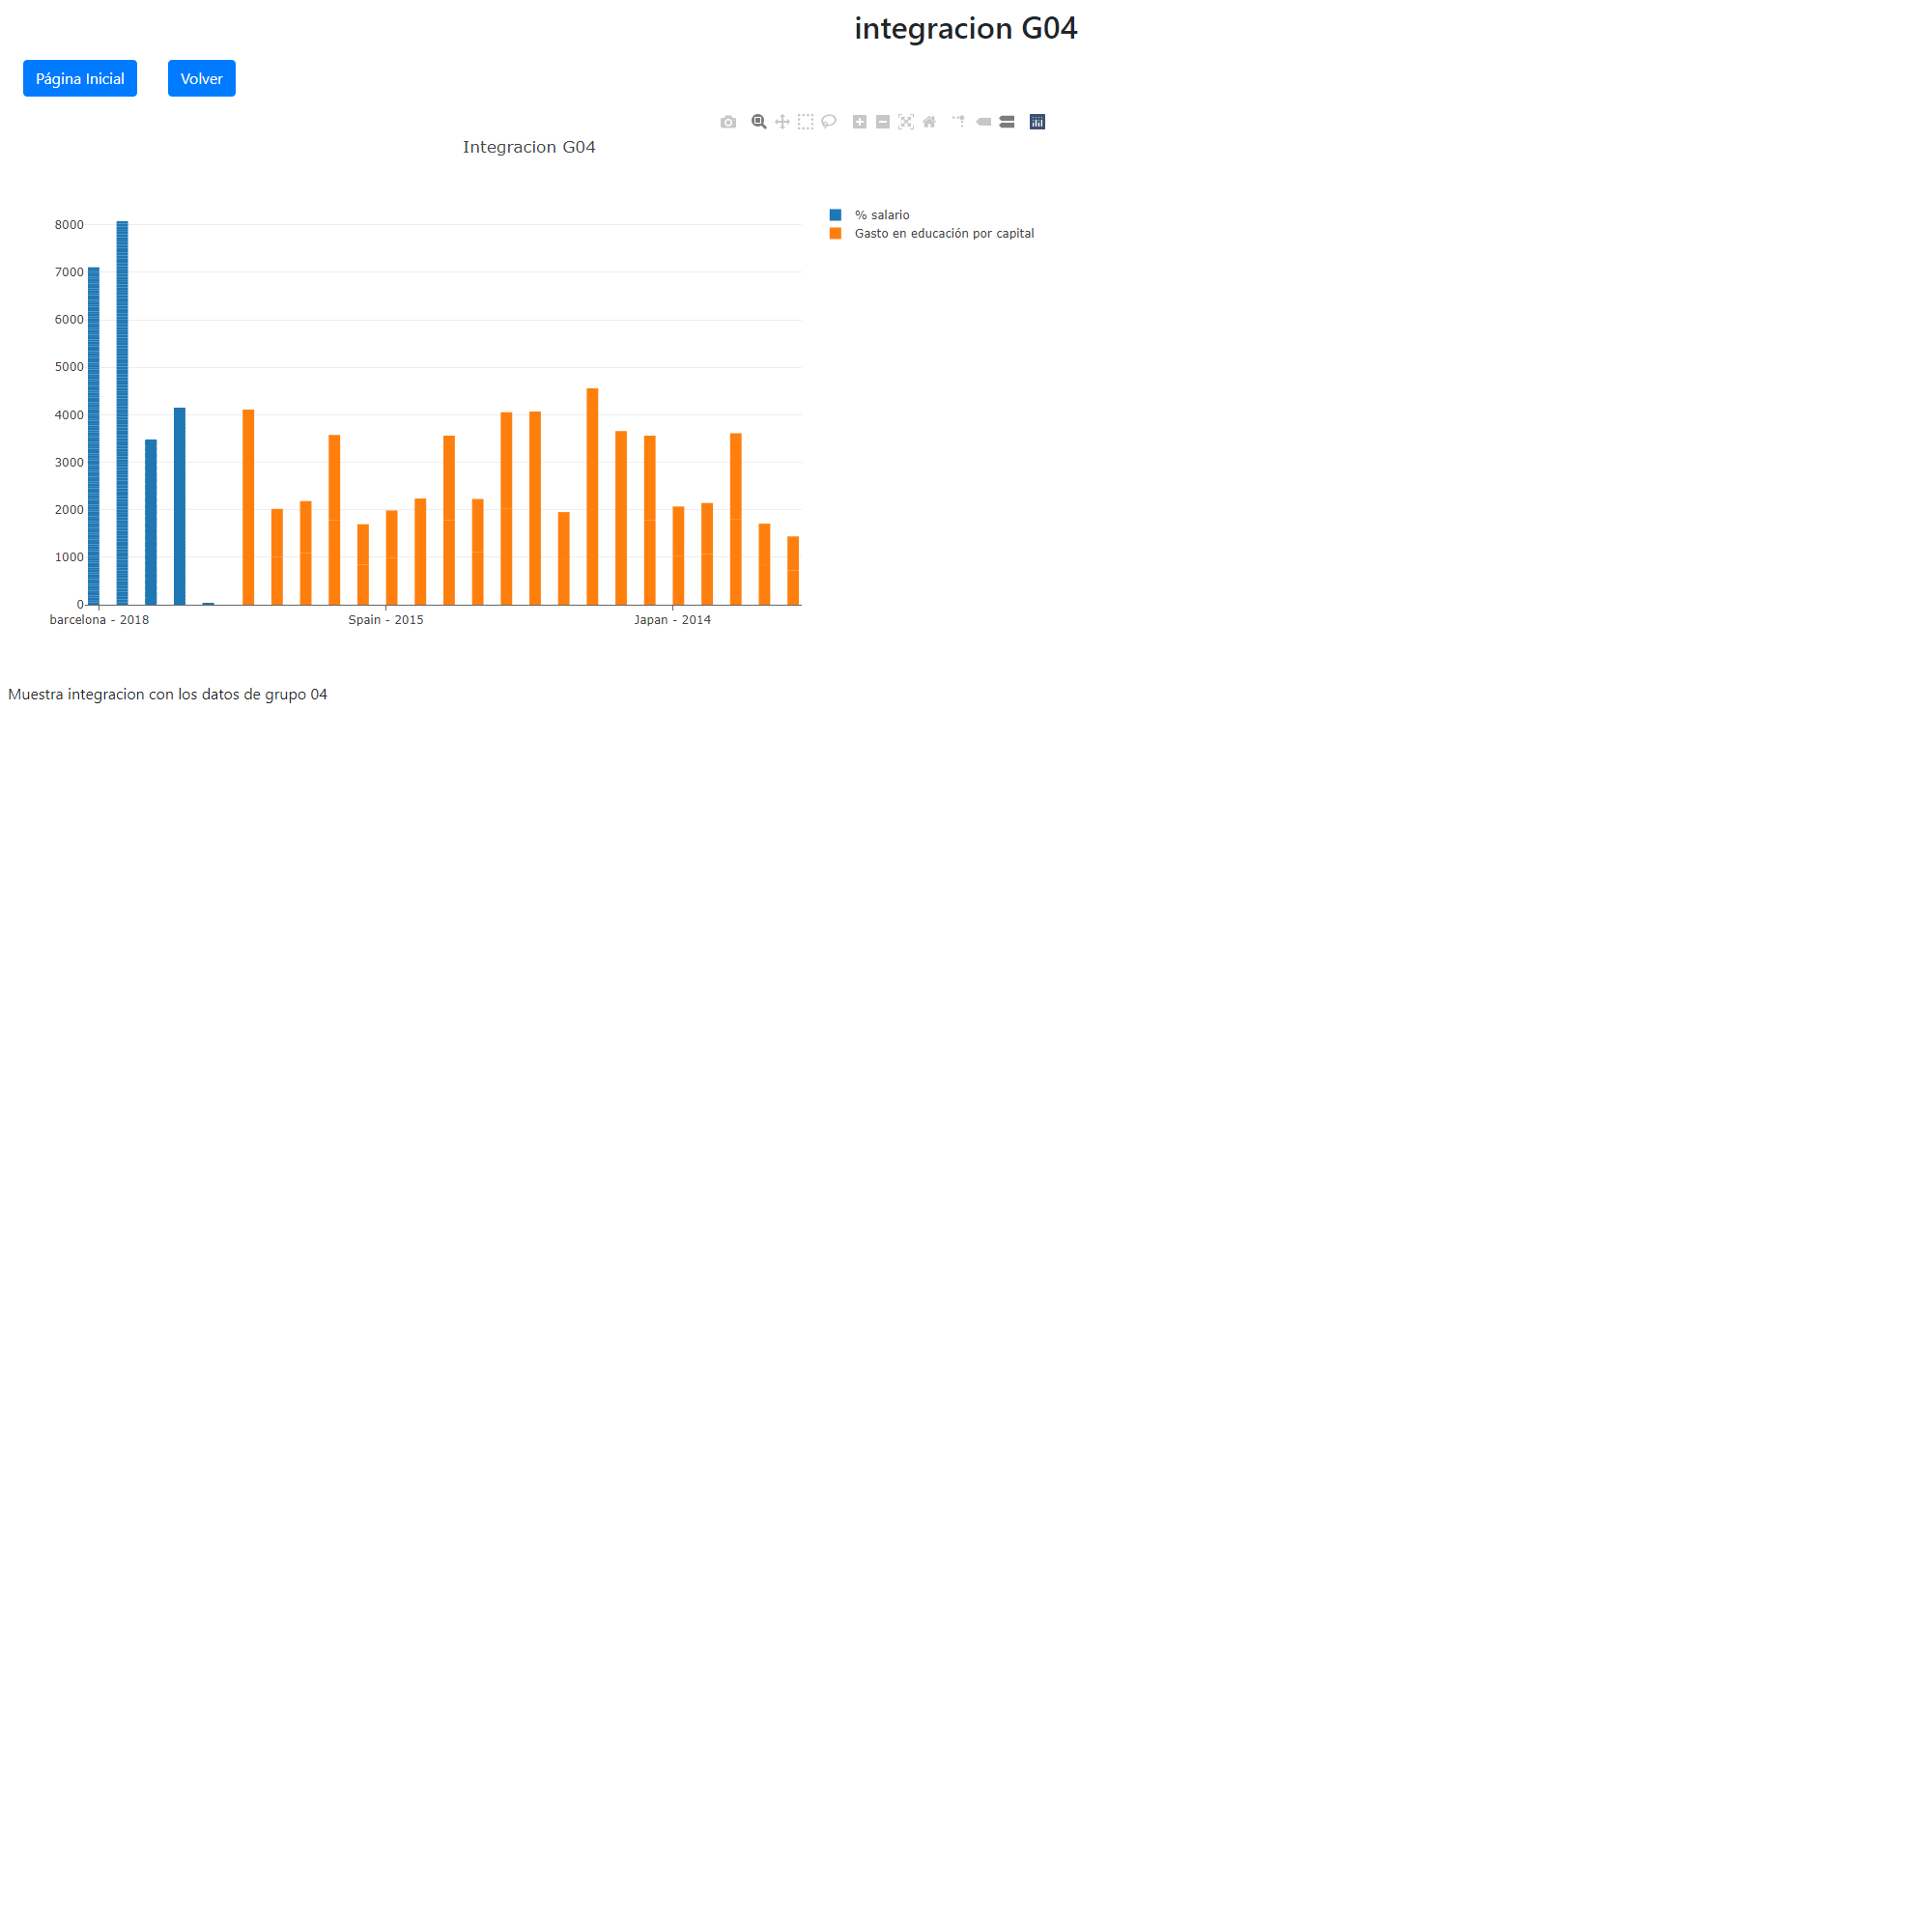 integracion G04
Página Inicial
Volver
Integracion G04
% salario
Gasto en educación por capital
8000
7000
6000
5000
4000
3000
2000
1000
0
barcelona - 2018
Spain - 2015
Japan - 2014
Muestra integracion con los datos de grupo 04